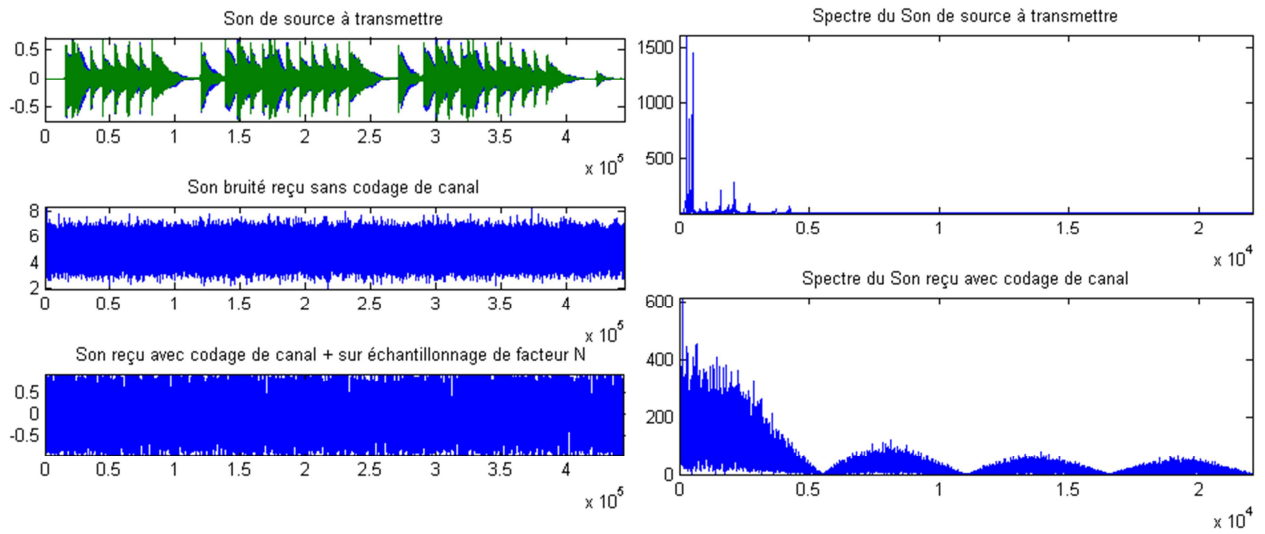 Son de source à transmettre
0.5
0
-0.5
0 0.5 1 1.5 2 2.5 3 3.5 4
x 10^5
Son bruité reçu sans codage de canal
8
6
4
2
0 0.5 1 1.5 2 2.5 3 3.5 4
x 10^5
Son reçu avec codage de canal + sur échantillonnage de facteur N
0.5
0
-0.5
0 0.5 1 1.5 2 2.5 3 3.5 4
x 10^5
Spectre du Son de source à transmettre
1500
1000
500
0 0.5 1 1.5 2
x 10^4
Spectre du Son reçu avec codage de canal
600
400
200
0
0 0.5 1 1.5 2
x 10^4